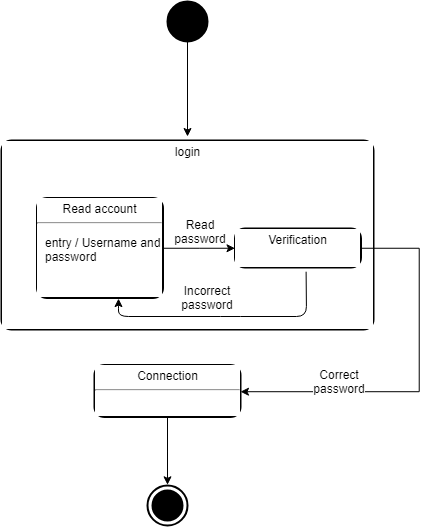 login
Read account
entry / Username and
password
Read
password
Verification
Incorrect
password
Connection
Correct
password